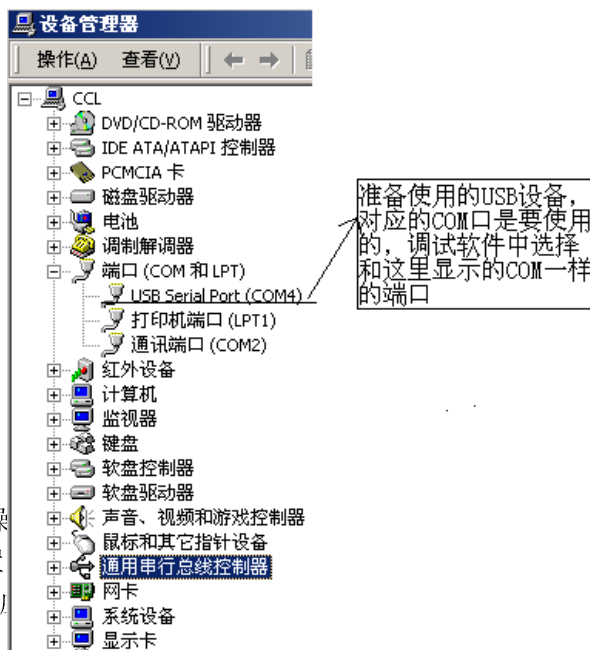 设备管理器
操作(A) 查看(V)
CCL
DVD/CD-ROM 驱动器
IDE ATA/ATAPI 控制器
PCMCIA 卡
磁盘驱动器
电池
调制解调器
端口 (COM 和 LPT)
USB Serial Port (COM4)
打印机端口 (LPT1)
通讯端口 (COM2)
红外设备
计算机
监视器
键盘
软盘控制器
软盘驱动器
声音、视频和游戏控制器
鼠标和其它指针设备
通用串行总线控制器
网卡
系统设备
显示卡
准备使用的USB设备，
对应的COM口是要使用
的，调试软件中选择
和这里显示的COM一样
的端口